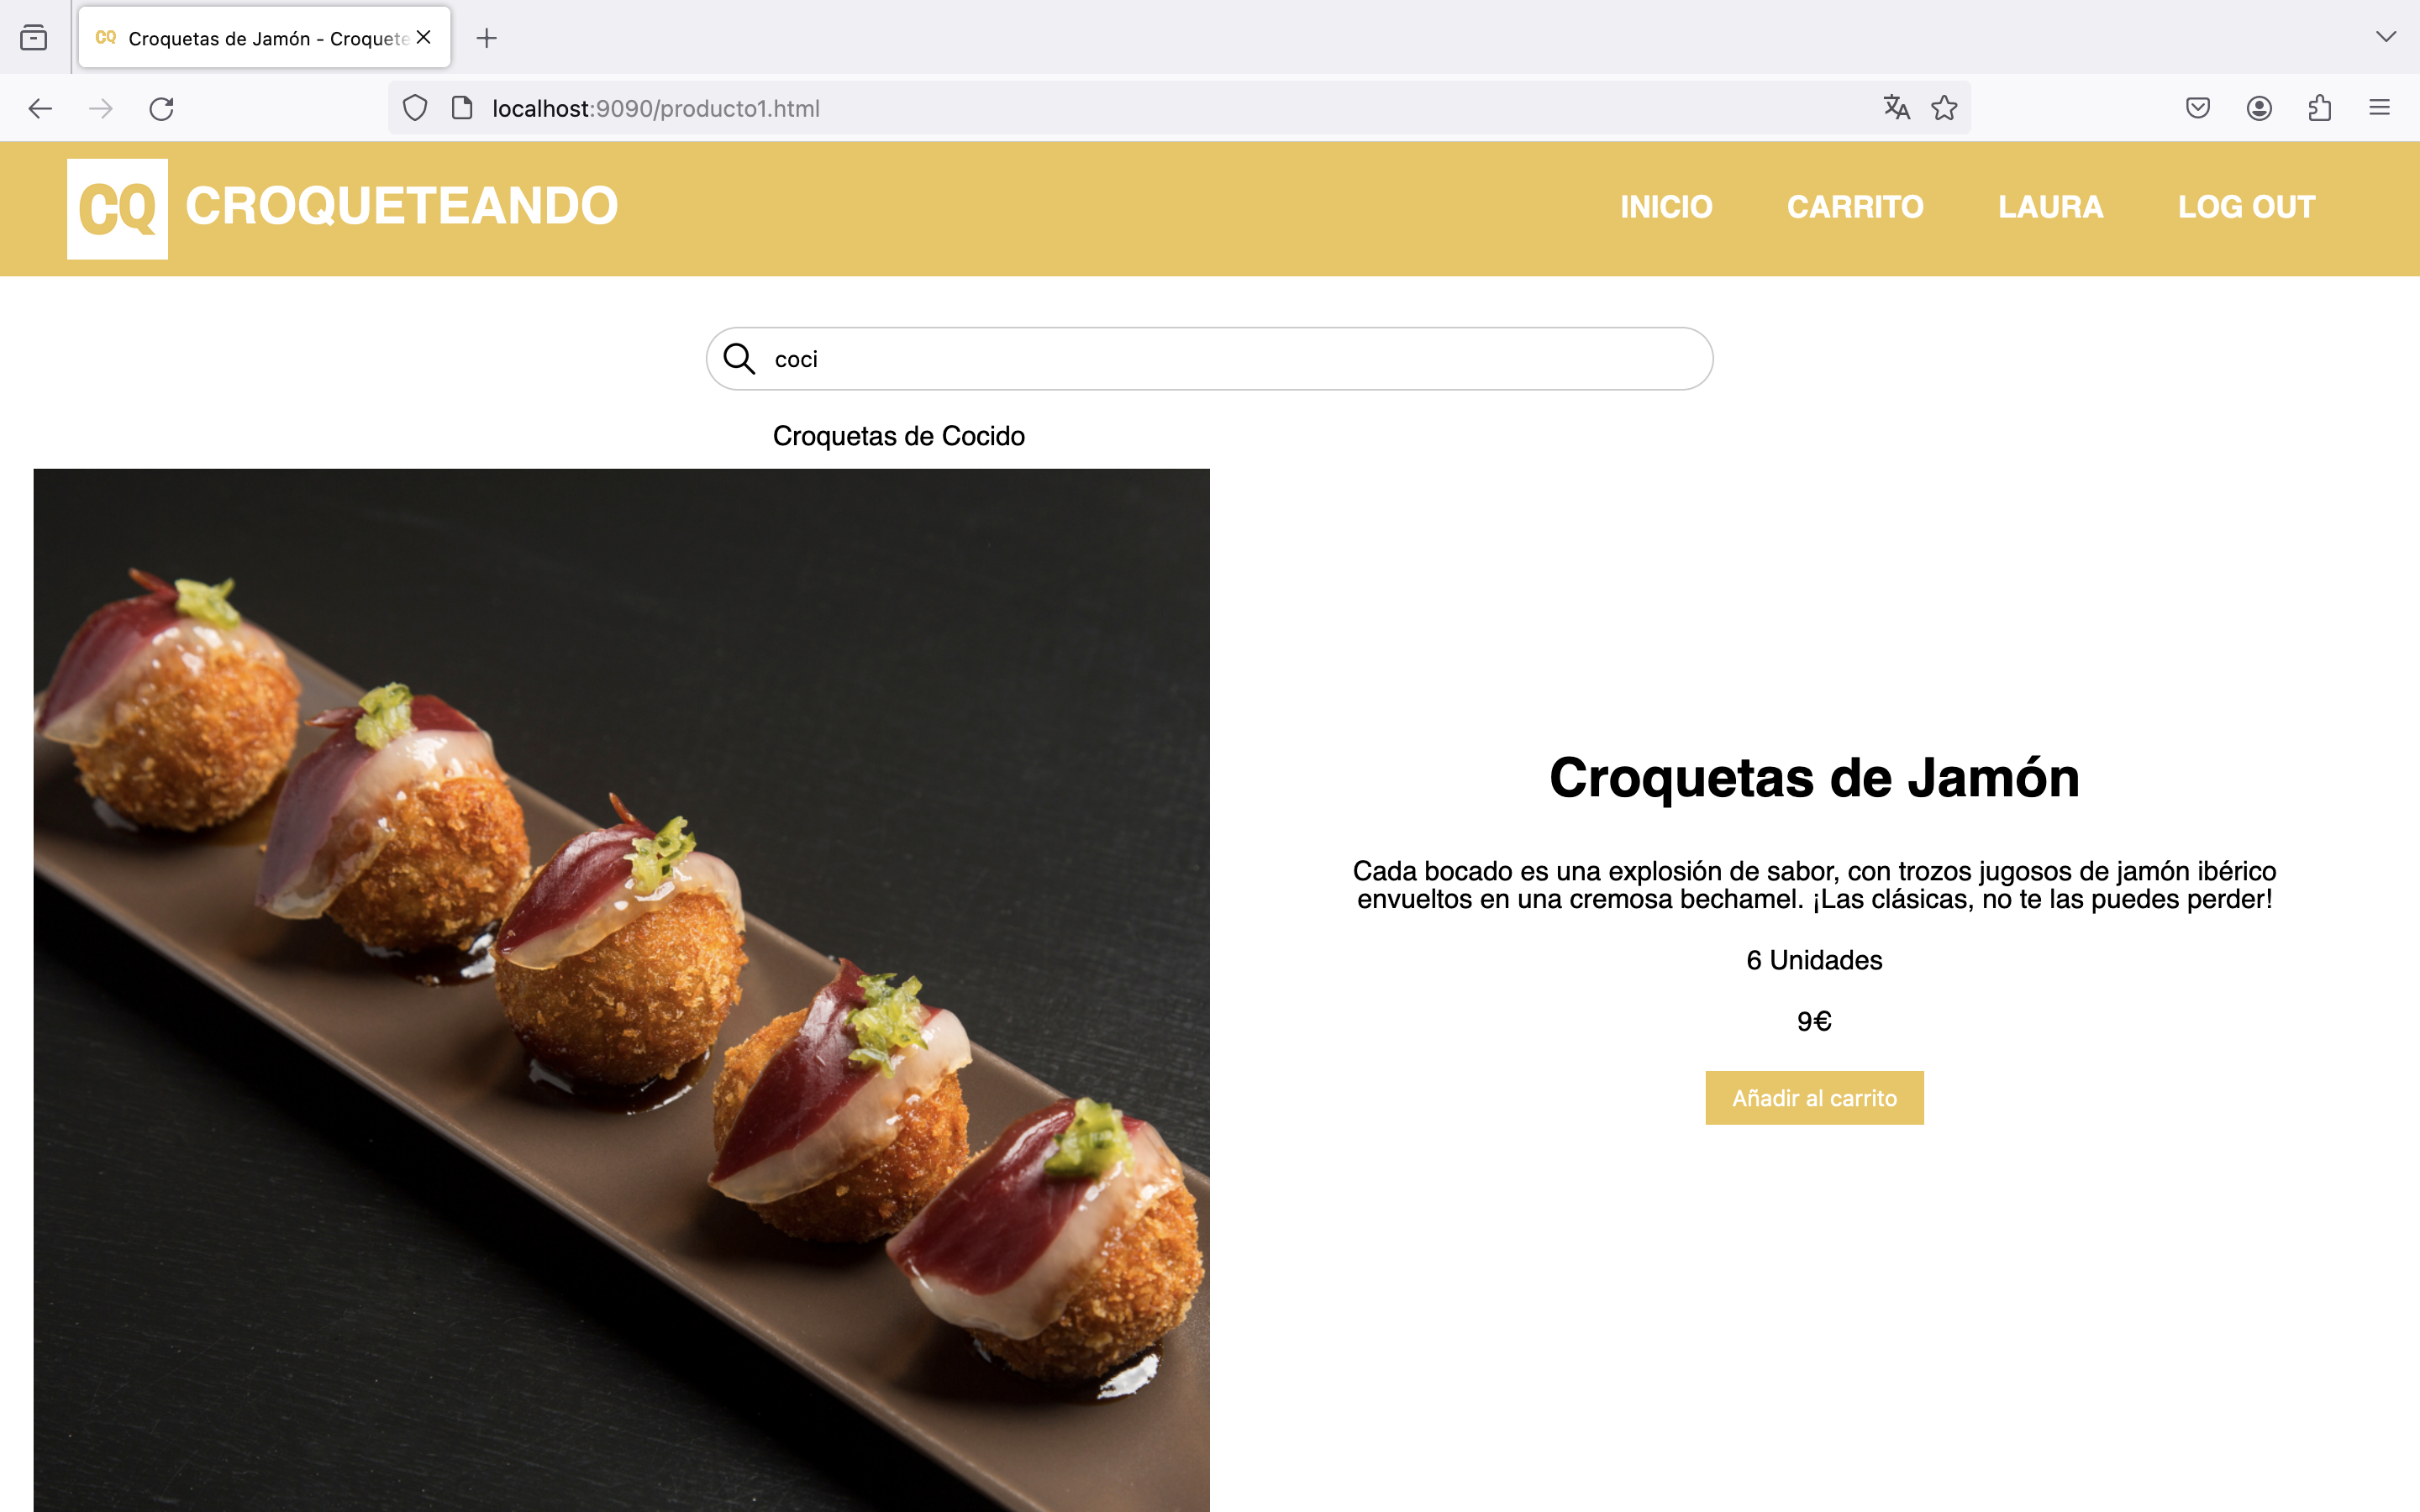 CQ Croquetas de Jamón - Croquete
localhost:9090/producto1.html
CQ CROQUETEANDO INICIO CARRITO LAURA LOG OUT
coci
Croquetas de Cocido
Croquetas de Jamón
Cada bocado es una explosión de sabor, con trozos jugosos de jamón ibérico
envueltos en una cremosa bechamel. ¡Las clásicas, no te las puedes perder!
6 Unidades
9€
Añadir al carrito